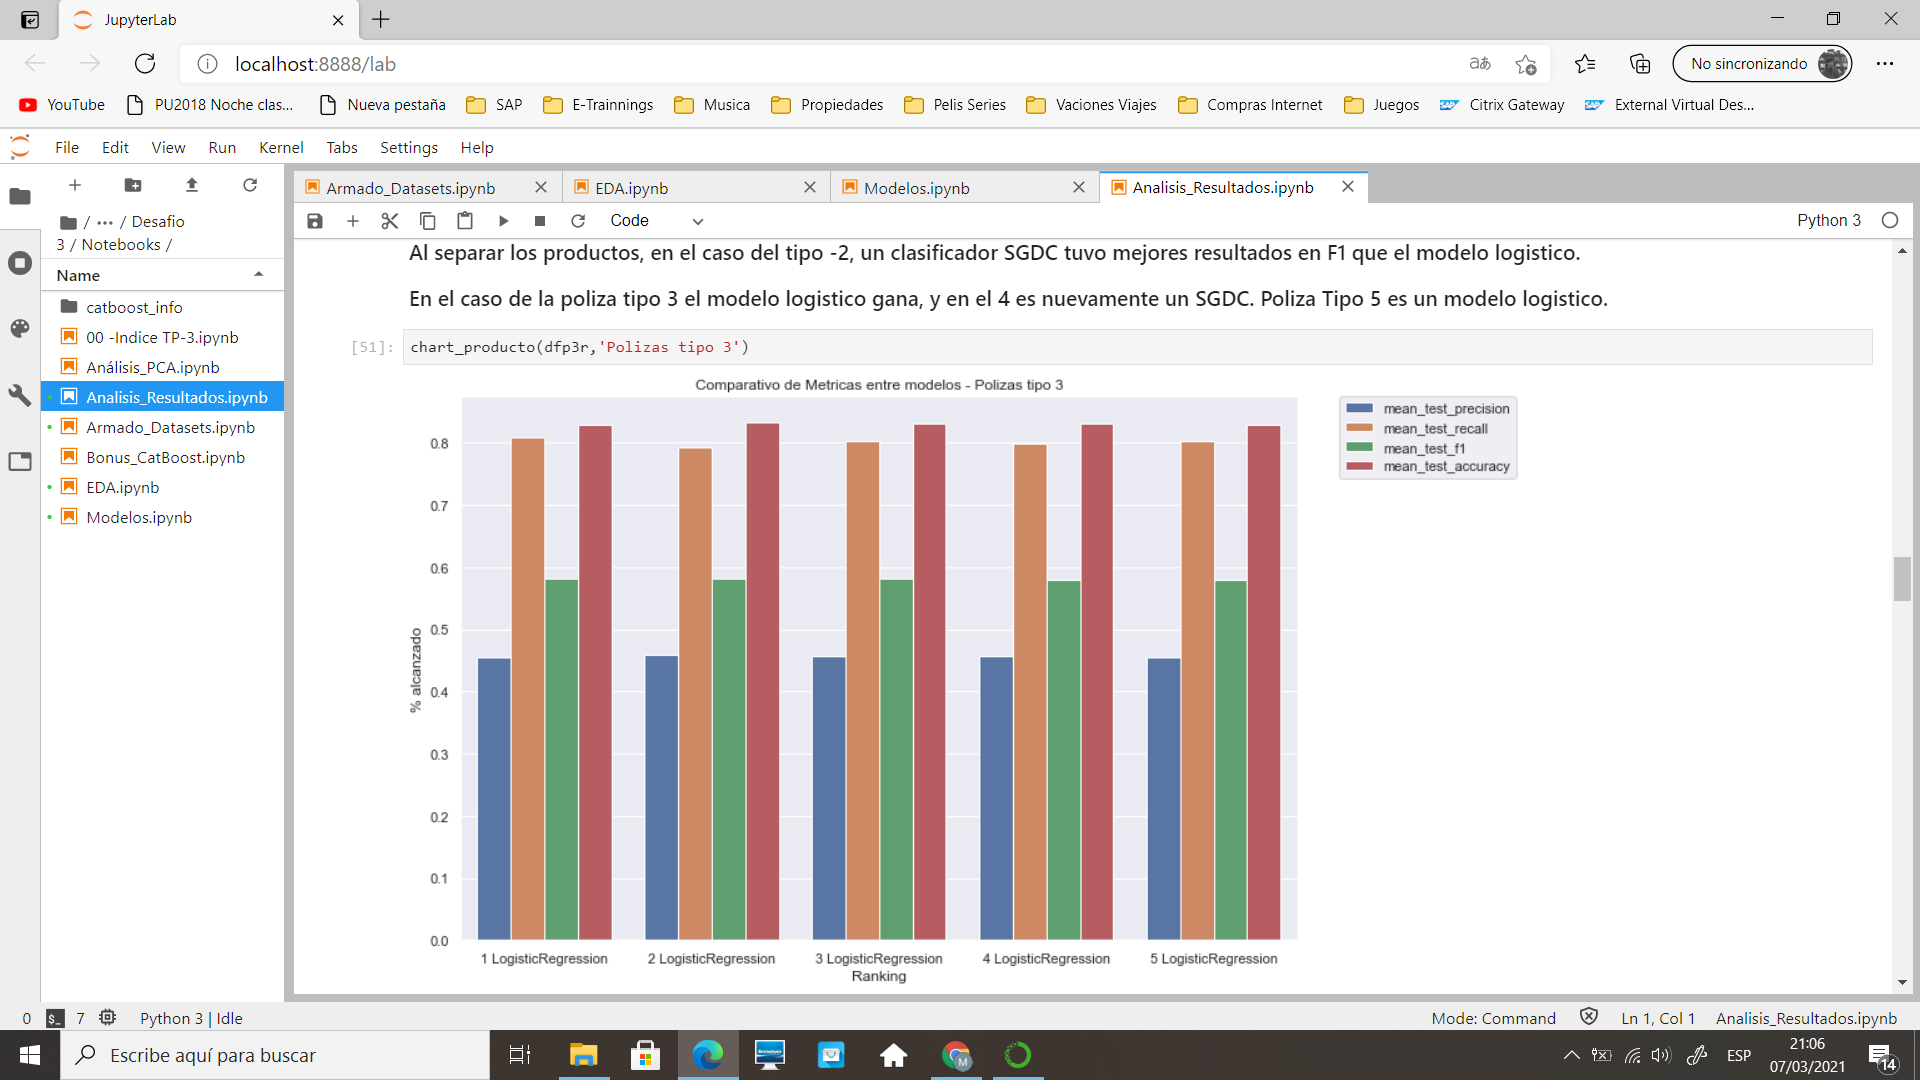 JupyterLab
localhost:8888/lab
aあ
No sincronizando
YouTube
PU2018 Noche clas...
Nueva pestaña
SAP
E-Trainnings
Musica
Propiedades
Pelis Series
Vaciones Viajes
Compras Internet
Juegos
Citrix Gateway
External Virtual Des...
File Edit View Run Kernel Tabs Settings Help
Armado_Datasets.ipynb
EDA.ipynb
Modelos.ipynb
Analisis_Resultados.ipynb
Code
Python 3
/ ··· / Desafio
3 / Notebooks /
Name
catboost_info
00 -Indice TP-3.ipynb
Análisis_PCA.ipynb
Analisis_Resultados.ipynb
Armado_Datasets.ipynb
Bonus_CatBoost.ipynb
EDA.ipynb
Modelos.ipynb
Al separar los productos, en el caso del tipo -2, un clasificador SGDC tuvo mejores resultados en F1 que el modelo logistico.
En el caso de la poliza tipo 3 el modelo logistico gana, y en el 4 es nuevamente un SGDC. Poliza Tipo 5 es un modelo logistico.
[51]: chart_producto(dfp3r,'Polizas tipo 3')
Comparativo de Metricas entre modelos - Polizas tipo 3
mean_test_precision
mean_test_recall
mean_test_f1
mean_test_accuracy
0.8
0.7
0.6
0.5
0.4
0.3
0.2
0.1
0.0
% alcanzado
1 LogisticRegression
2 LogisticRegression
3 LogisticRegression
4 LogisticRegression
5 LogisticRegression
Ranking
0
$_
7
Python 3 | Idle
Mode: Command
Ln 1, Col 1
Analisis_Resultados.ipynb
Escribe aquí para buscar
M
ESP
21:06
07/03/2021
14